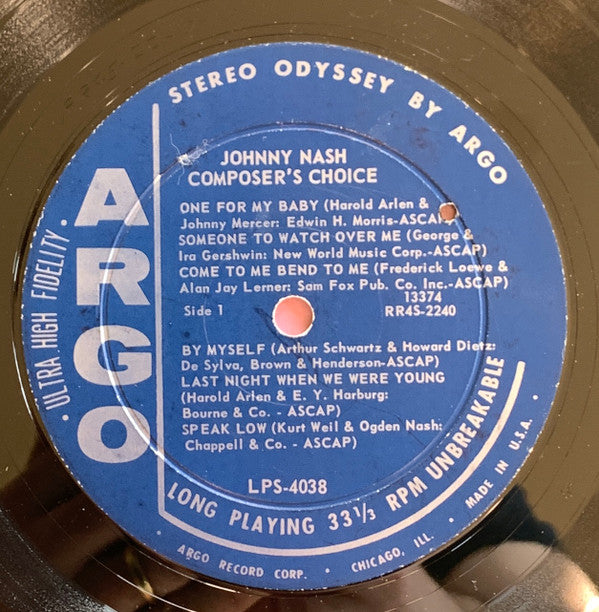 STEREO ODYSSEY BY ARGO
ARGO
· ULTRA HIGH FIDELITY ·
JOHNNY NASH
COMPOSER'S CHOICE
ONE FOR MY BABY (Harold Arlen &
Johnny Mercer: Edwin H. Morris-ASCAP)
SOMEONE TO WATCH OVER ME (George &
Ira Gershwin: New World Music Corp.-ASCAP)
COME TO ME BEND TO ME (Frederick Loewe &
Alan Jay Lerner: Sam Fox Pub. Co. Inc.-ASCAP)
13374
Side 1 RR4S-2240
BY MYSELF (Arthur Schwartz & Howard Dietz:
De Sylva, Brown & Henderson-ASCAP)
LAST NIGHT WHEN WE WERE YOUNG
(Harold Arlen & E. Y. Harburg:
Bourne & Co. - ASCAP
SPEAK LOW (Kurt Weil & Ogden Nash:
Chappell & Co. - ASCAP)
LPS-4038
LONG PLAYING 33 1/3 RPM UNBREAKABLE
· ARGO RECORD CORP. · CHICAGO, ILL. · MADE IN U.S.A. ·